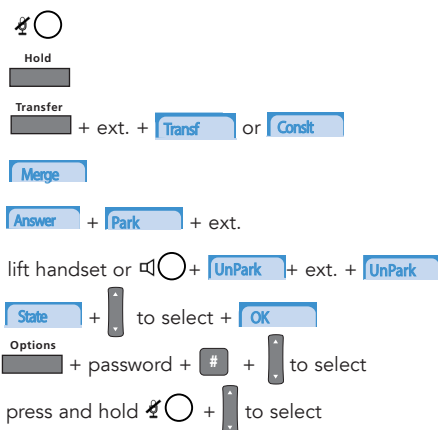 Hold
Transfer
+ ext. + Transf or Conslt
Merge
Answer + Park + ext.
lift handset or + UnPark + ext. + UnPark
State + to select + OK
Options
+ password + # + to select
press and hold + to select